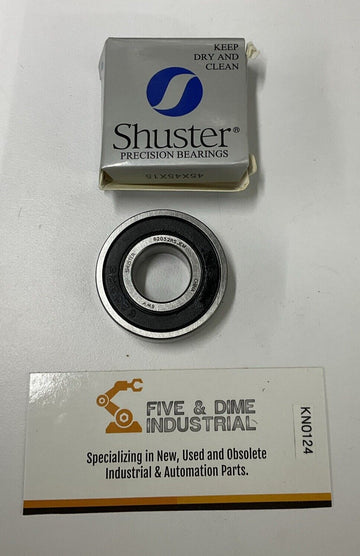 KEEP
DRY AND
CLEAN
Shuster®
PRECISION BEARINGS
45X45X15
FIVE & DIME
INDUSTRIAL
Specializing in New, Used and Obsolete
Industrial & Automation Parts.
KN0124